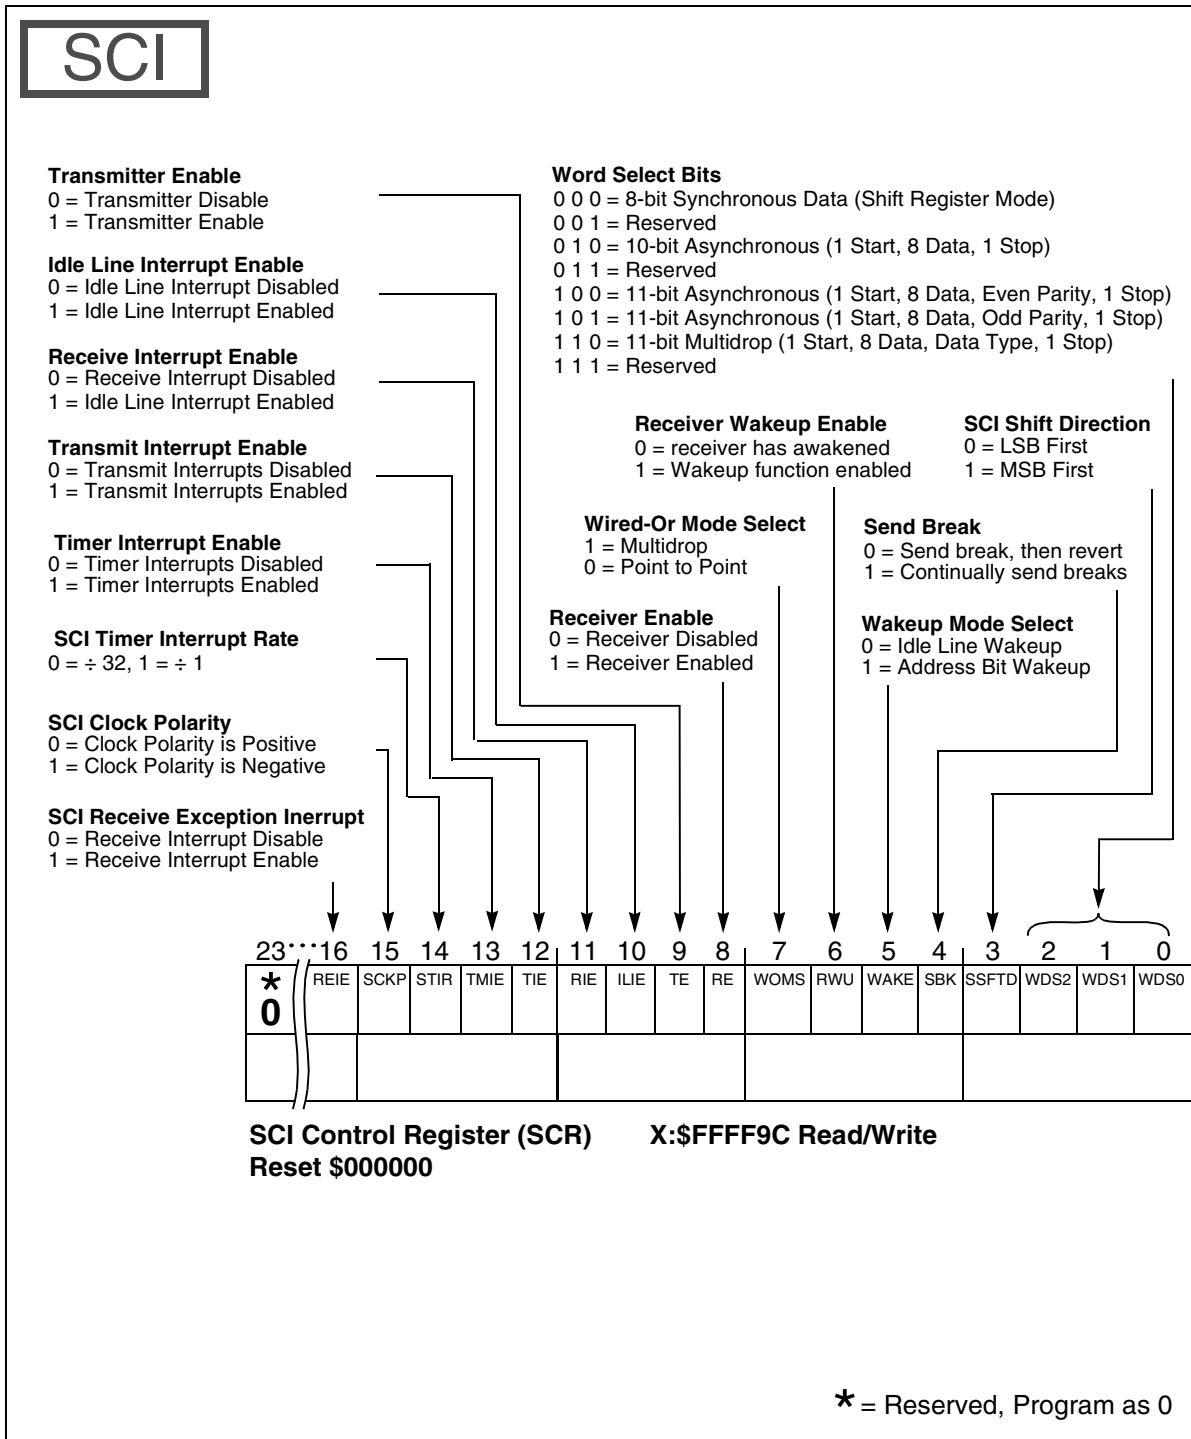 SCI
Transmitter Enable
0 = Transmitter Disable
1 = Transmitter Enable
Idle Line Interrupt Enable
0 = Idle Line Interrupt Disabled
1 = Idle Line Interrupt Enabled
Receive Interrupt Enable
0 = Receive Interrupt Disabled
1 = Idle Line Interrupt Enabled
Transmit Interrupt Enable
0 = Transmit Interrupts Disabled
1 = Transmit Interrupts Enabled
Timer Interrupt Enable
0 = Timer Interrupts Disabled
1 = Timer Interrupts Enabled
SCI Timer Interrupt Rate
0 = ÷ 32, 1 = ÷ 1
SCI Clock Polarity
0 = Clock Polarity is Positive
1 = Clock Polarity is Negative
SCI Receive Exception Inerrupt
0 = Receive Interrupt Disable
1 = Receive Interrupt Enable
Word Select Bits
0 0 0 = 8-bit Synchronous Data (Shift Register Mode)
0 0 1 = Reserved
0 1 0 = 10-bit Asynchronous (1 Start, 8 Data, 1 Stop)
0 1 1 = Reserved
1 0 0 = 11-bit Asynchronous (1 Start, 8 Data, Even Parity, 1 Stop)
1 0 1 = 11-bit Asynchronous (1 Start, 8 Data, Odd Parity, 1 Stop)
1 1 0 = 11-bit Multidrop (1 Start, 8 Data, Data Type, 1 Stop)
1 1 1 = Reserved
Receiver Wakeup Enable
0 = receiver has awakened
1 = Wakeup function enabled
SCI Shift Direction
0 = LSB First
1 = MSB First
Wired-Or Mode Select
1 = Multidrop
0 = Point to Point
Send Break
0 = Send break, then revert
1 = Continually send breaks
Receiver Enable
0 = Receiver Disabled
1 = Receiver Enabled
Wakeup Mode Select
0 = Idle Line Wakeup
1 = Address Bit Wakeup
23 ••• 16 15 14 13 12 11 10 9 8 7 6 5 4 3 2 1 0
* REIE SCKP STIR TMIE TIE RIE ILIE TE RE WOMS RWU WAKE SBK SSFTD WDS2 WDS1 WDS0
0
SCI Control Register (SCR) X:$FFFF9C Read/Write
Reset $000000
* = Reserved, Program as 0